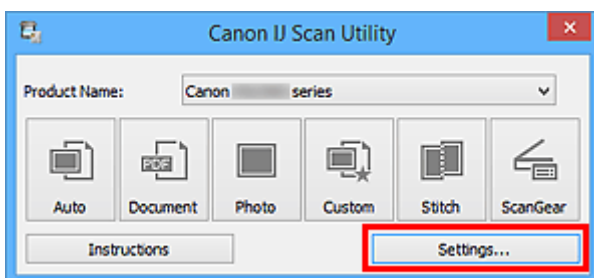 Canon IJ Scan Utility
Product Name: Canon series
PDF
Auto Document Photo Custom Stitch ScanGear
Instructions Settings...